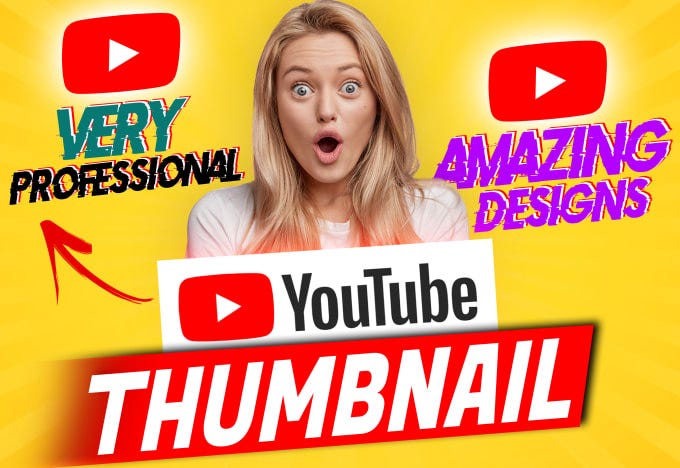 VERY
PROFESSIONAL
AMAZING
DESIGNS
YouTube
THUMBNAIL